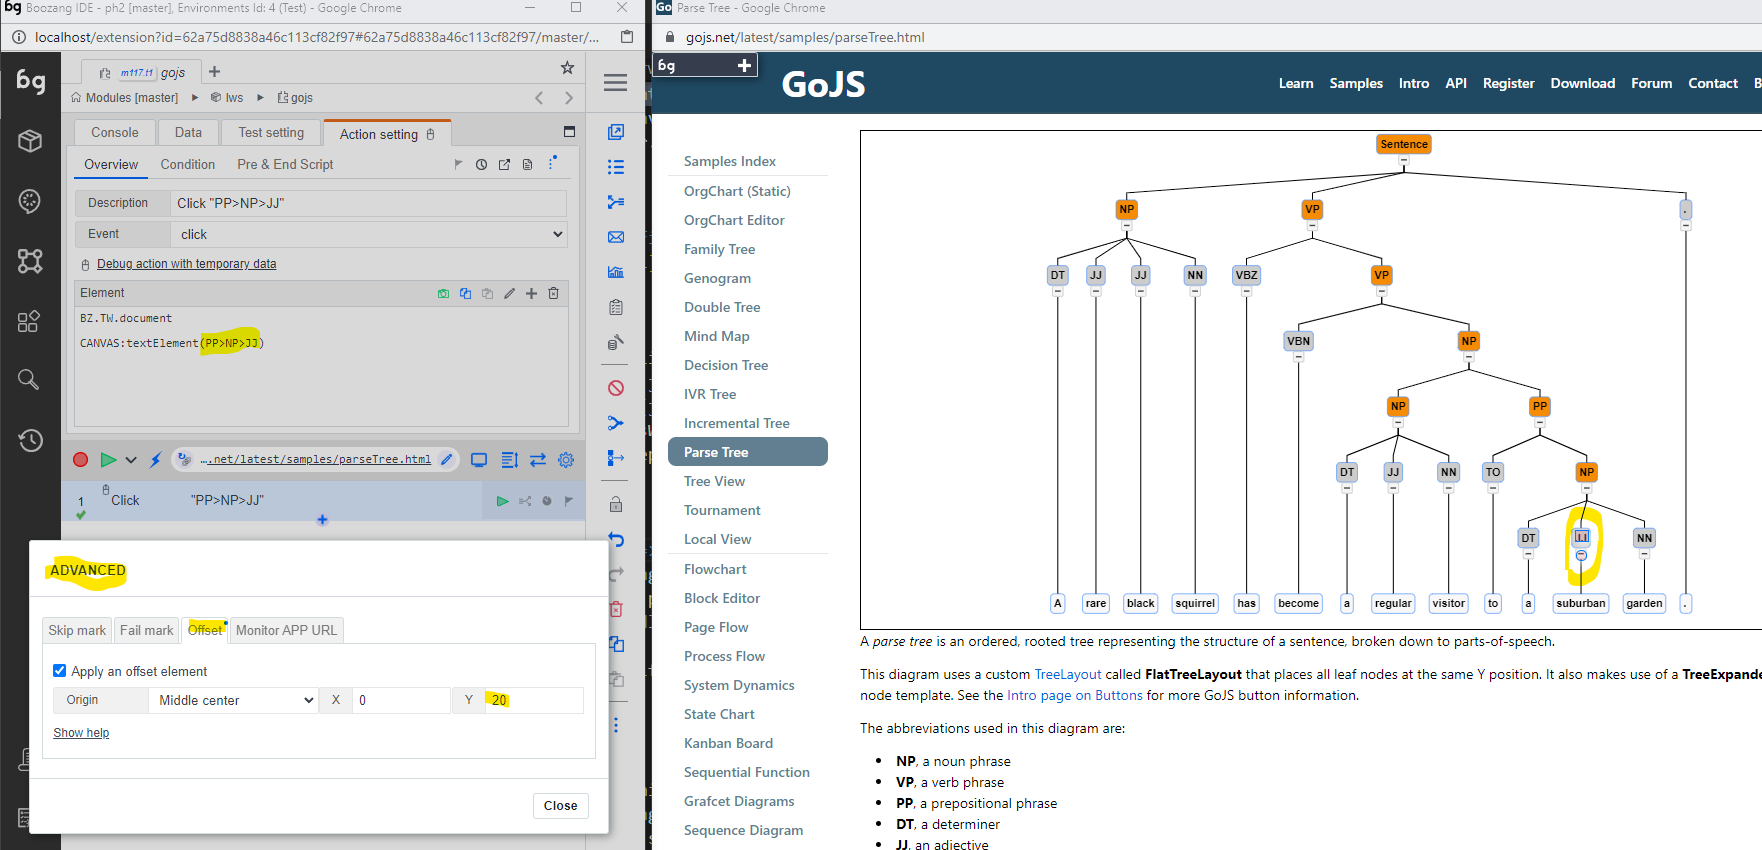 Boozang IDE - ph2 [master], Environments Id: 4 (Test) - Google Chrome
localhost/extension?id=62a75d8838a46c113cf82f97#62a75d8838a46c113cf82f97/master/...
bg
m117.t1 gojs
Modules [master] lws gojs
Console Data Test setting Action setting
Overview Condition Pre & End Script
Description Click "PP>NP>JJ"
Event click
Debug action with temporary data
Element
BZ.TW.document
CANVAS:textElement(PP>NP>JJ)
....net/latest/samples/parseTree.html
1 Click "PP>NP>JJ"
ADVANCED
Skip mark Fail mark Offset Monitor APP URL
Apply an offset element
Origin Middle center X 0 Y 20
Show help
Close
Go Parse Tree - Google Chrome
gojs.net/latest/samples/parseTree.html
bg
GoJS
Learn Samples Intro API Register Download Forum Contact B
Samples Index
OrgChart (Static)
OrgChart Editor
Family Tree
Genogram
Double Tree
Mind Map
Decision Tree
IVR Tree
Incremental Tree
Parse Tree
Tree View
Tournament
Local View
Flowchart
Block Editor
Page Flow
Process Flow
System Dynamics
State Chart
Kanban Board
Sequential Function
Grafcet Diagrams
Sequence Diagram
Sentence
NP VP .
DT JJ JJ NN VBZ VP
VBN NP
NP PP
DT JJ NN TO NP
DT JJ NN
A rare black squirrel has become a regular visitor to a suburban garden .
A parse tree is an ordered, rooted tree representing the structure of a sentence, broken down to parts-of-speech.
This diagram uses a custom TreeLayout called FlatTreeLayout that places all leaf nodes at the same Y position. It also makes use of a TreeExpande
node template. See the Intro page on Buttons for more GoJS button information.
The abbreviations used in this diagram are:
NP, a noun phrase
VP, a verb phrase
PP, a prepositional phrase
DT, a determiner
JJ, an adjective